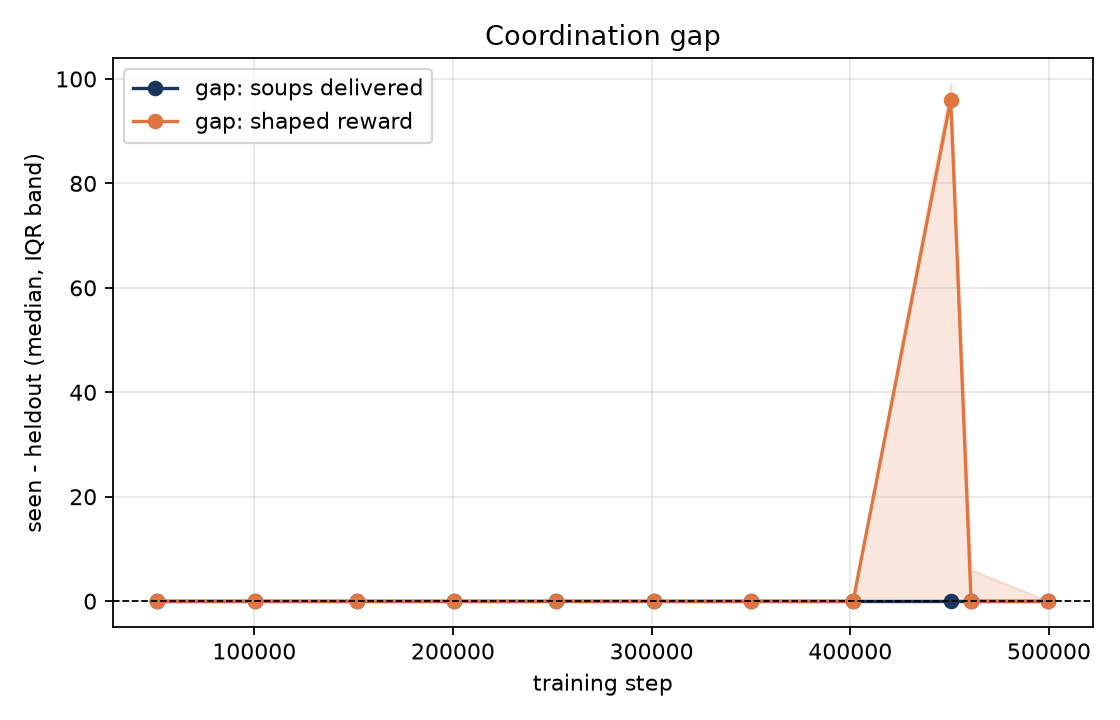 Coordination gap
gap: soups delivered
gap: shaped reward
seen - heldout (median, IQR band)
100
80
60
40
20
0
100000
200000
300000
400000
500000
training step